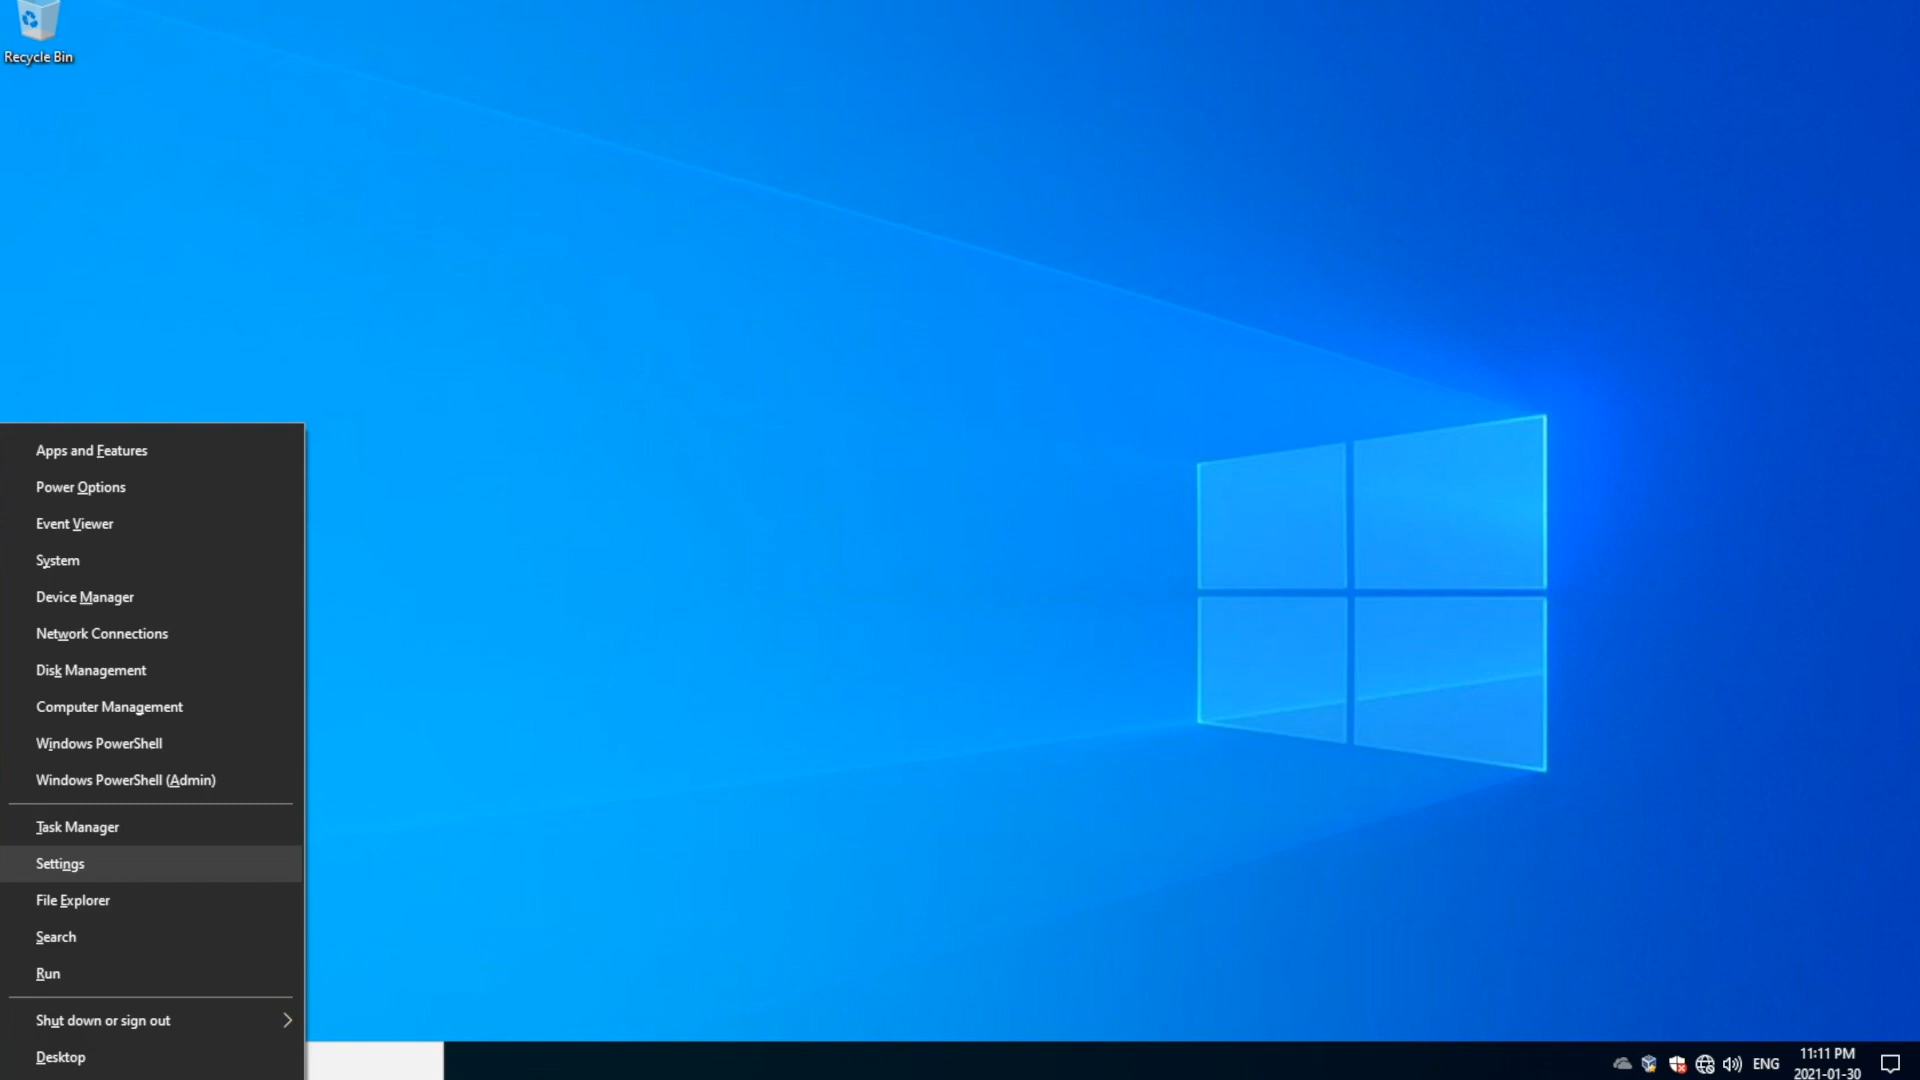 Recycle Bin
Apps and Features
Power Options
Event Viewer
System
Device Manager
Network Connections
Disk Management
Computer Management
Windows PowerShell
Windows PowerShell (Admin)
Task Manager
Settings
File Explorer
Search
Run
Shut down or sign out
Desktop
ENG
11:11 PM
2021-01-30